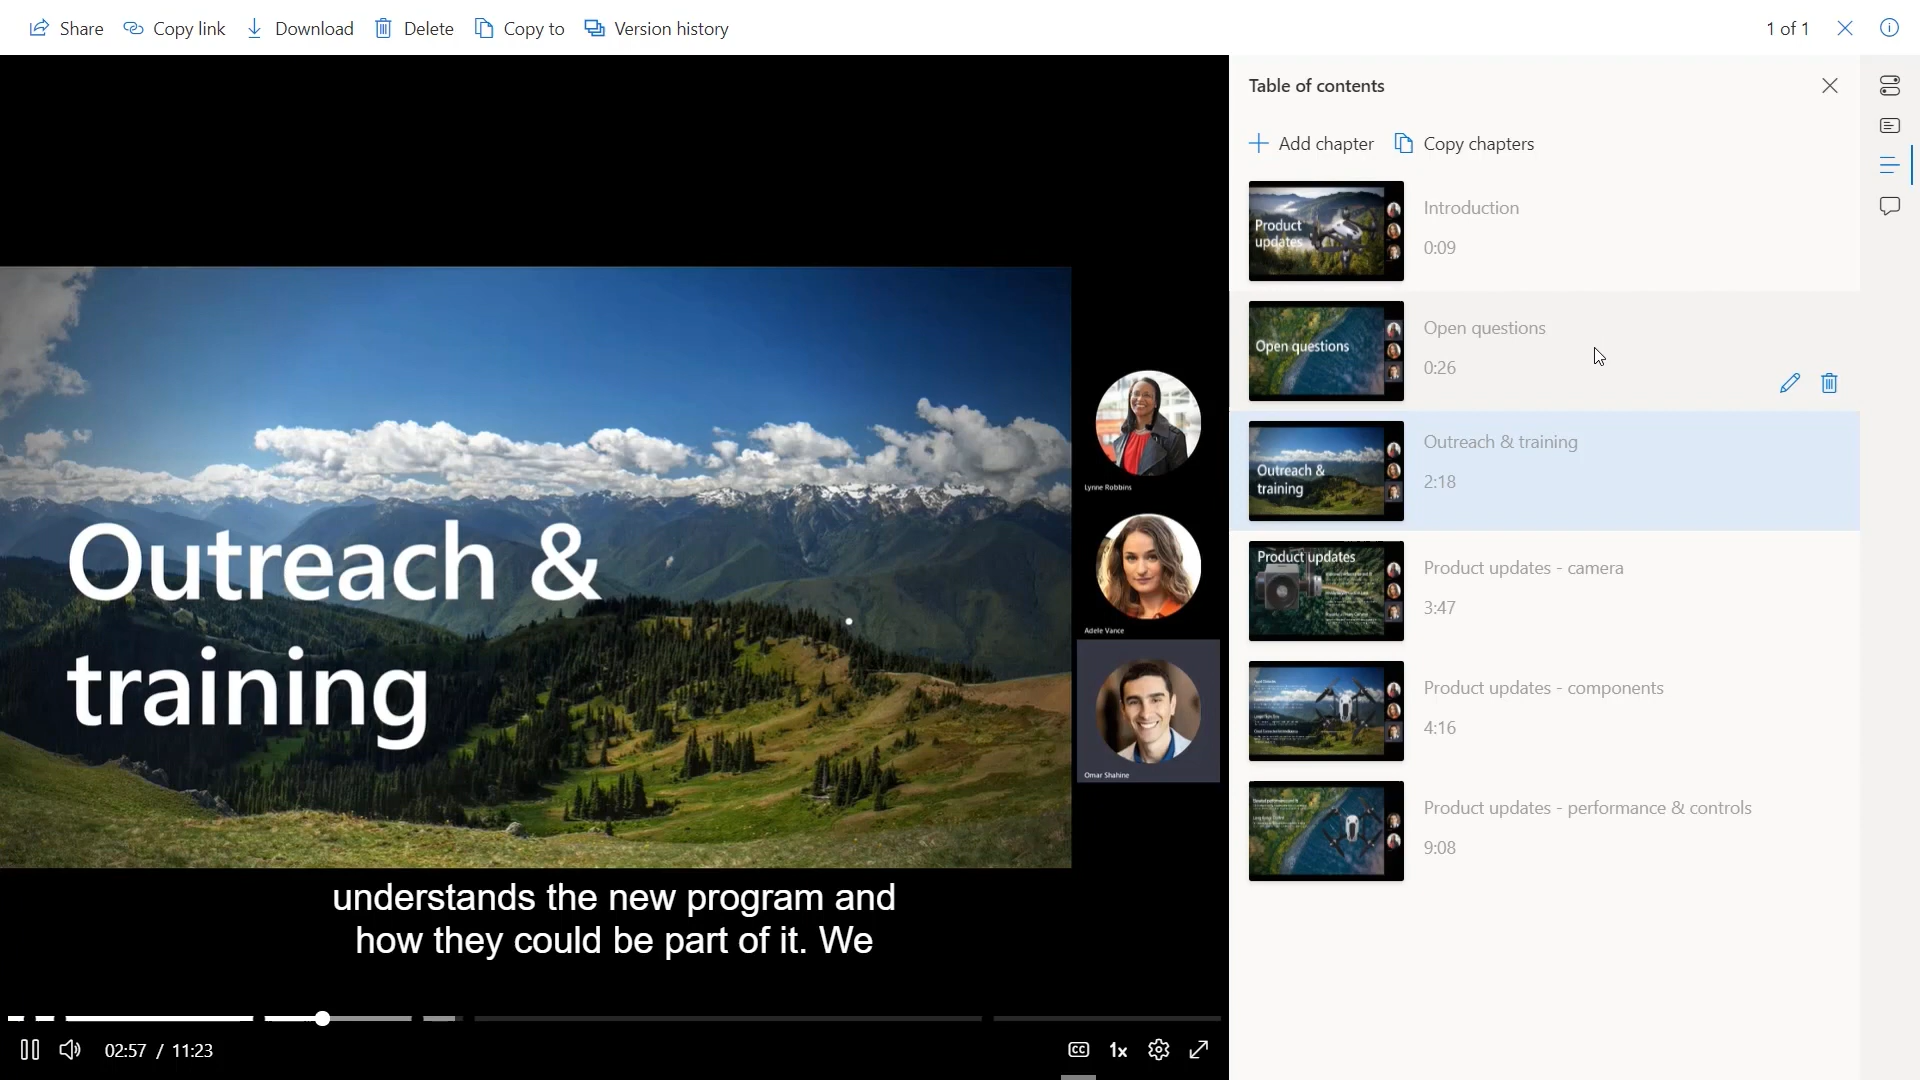 Share Copy link Download Delete Copy to Version history 1 of 1
Table of contents
Add chapter Copy chapters
Product
updates
Introduction
0:09
Open questions
Open questions
0:26
Outreach &
training
Outreach & training
2:18
Product updates
Product updates - camera
3:47
Product updates - components
4:16
Product updates - performance & controls
9:08
Outreach &
training
Lynne Robbins
Adele Vance
Omar Shahine
understands the new program and
how they could be part of it. We
02:57 / 11:23 CC 1x